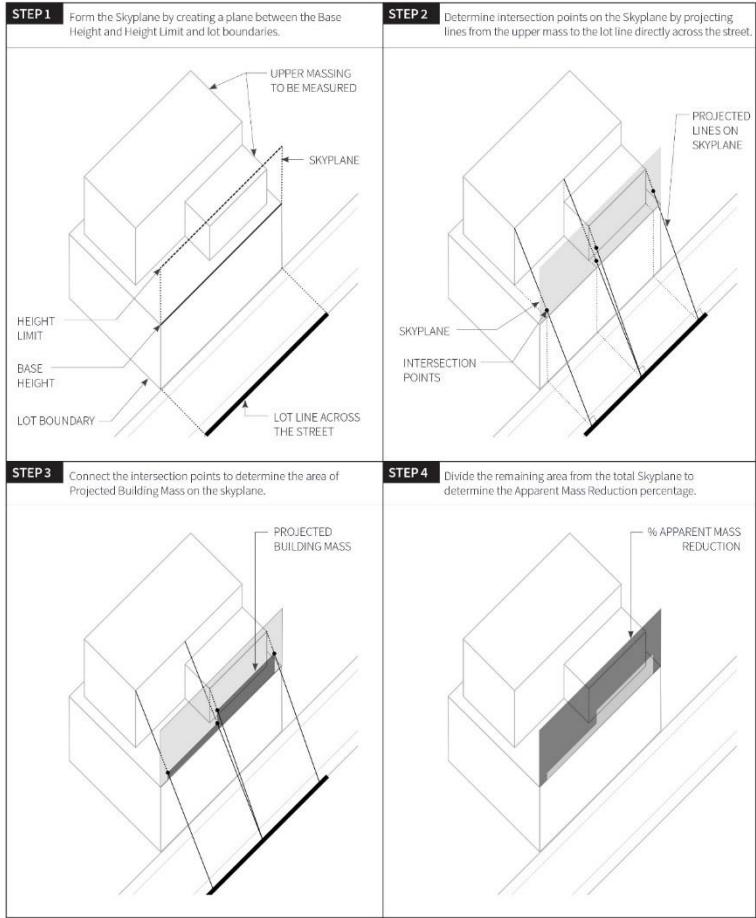 STEP 1
Form the Skyplane by creating a plane between the Base
Height and Height Limit and lot boundaries.
UPPER MASSING
TO BE MEASURED
SKYPLANE
HEIGHT
LIMIT
BASE
HEIGHT
LOT BOUNDARY
LOT LINE ACROSS
THE STREET
STEP 2
Determine intersection points on the Skyplane by projecting
lines from the upper mass to the lot line directly across the street.
PROJECTED
LINES ON
SKYPLANE
SKYPLANE
INTERSECTION
POINTS
STEP 3
Connect the intersection points to determine the area of
Projected Building Mass on the skyplane.
PROJECTED
BUILDING MASS
STEP 4
Divide the remaining area from the total Skyplane to
determine the Apparent Mass Reduction percentage.
% APPARENT MASS
REDUCTION